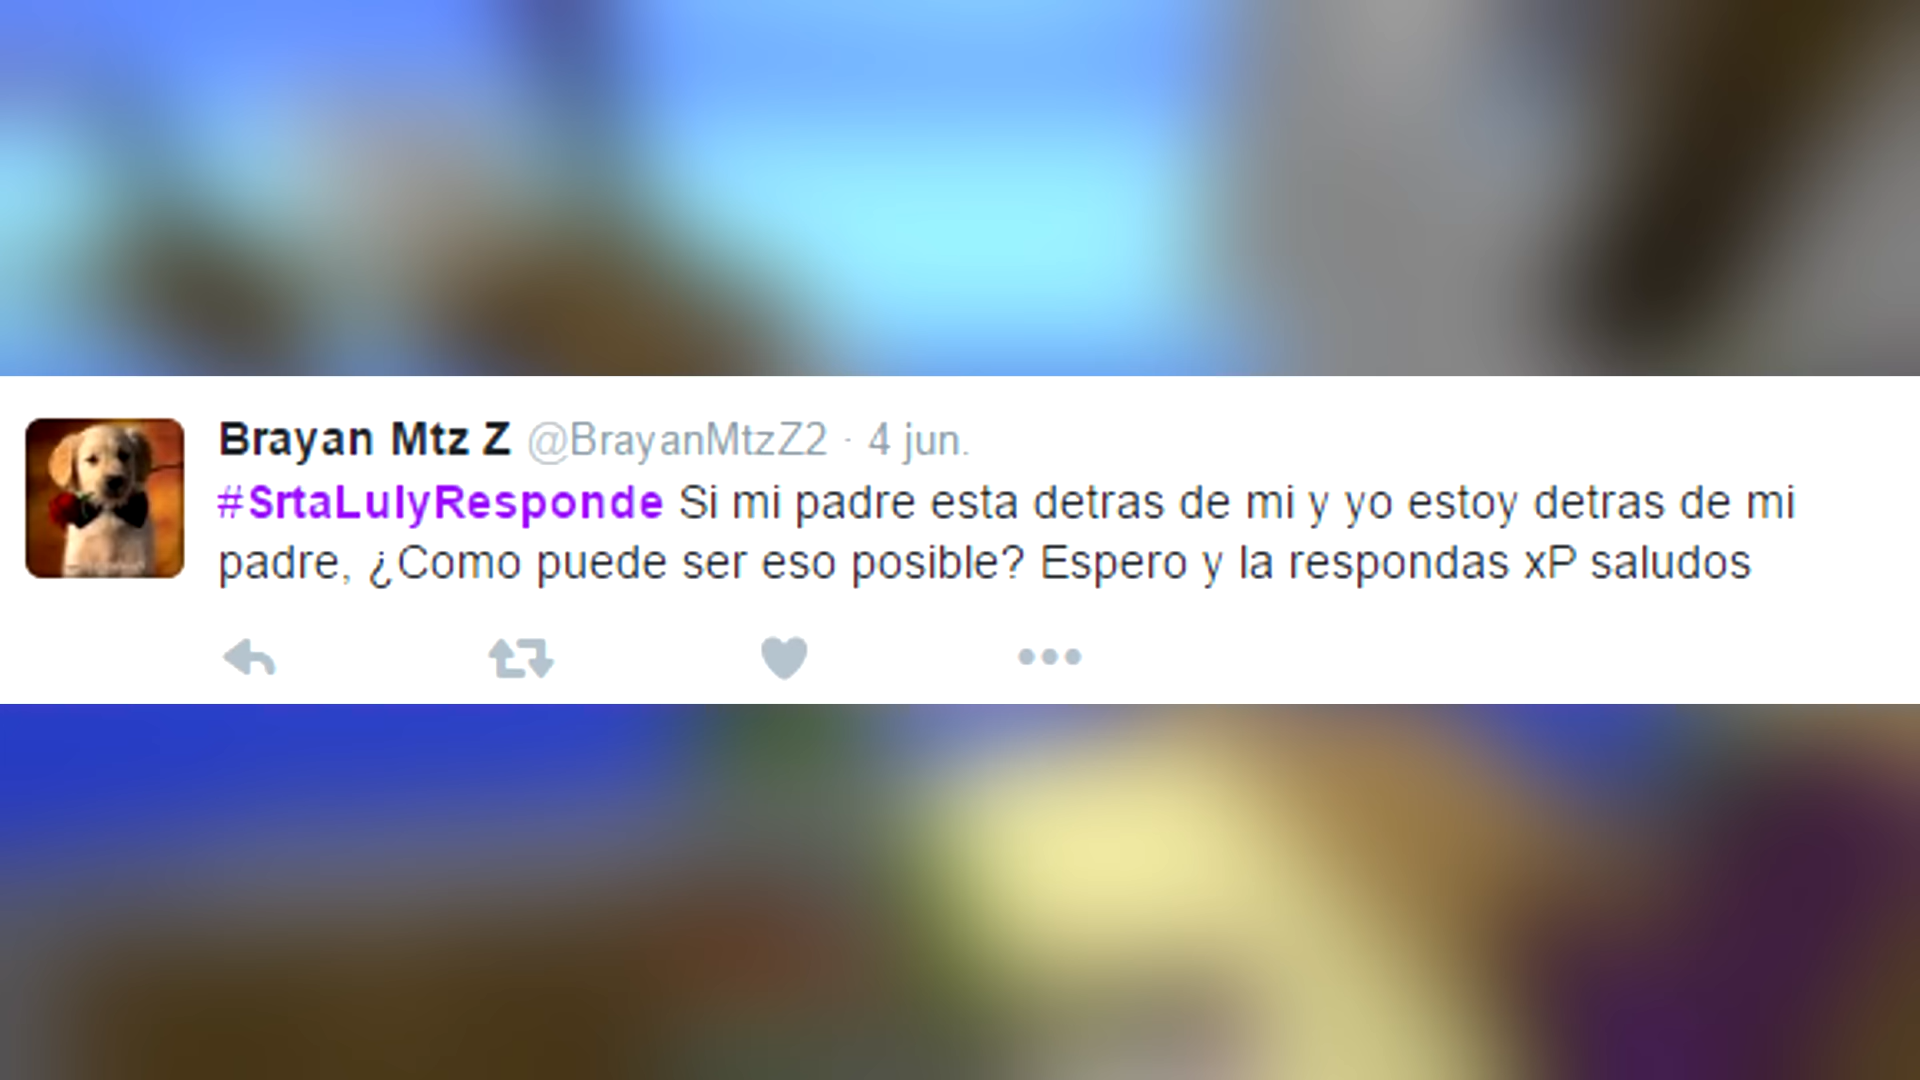 Brayan Mtz Z @BrayanMtzZ2 · 4 jun.
#SrtaLulyResponde Si mi padre esta detras de mi y yo estoy detras de mi
padre, ¿Como puede ser eso posible? Espero y la respondas xP saludos